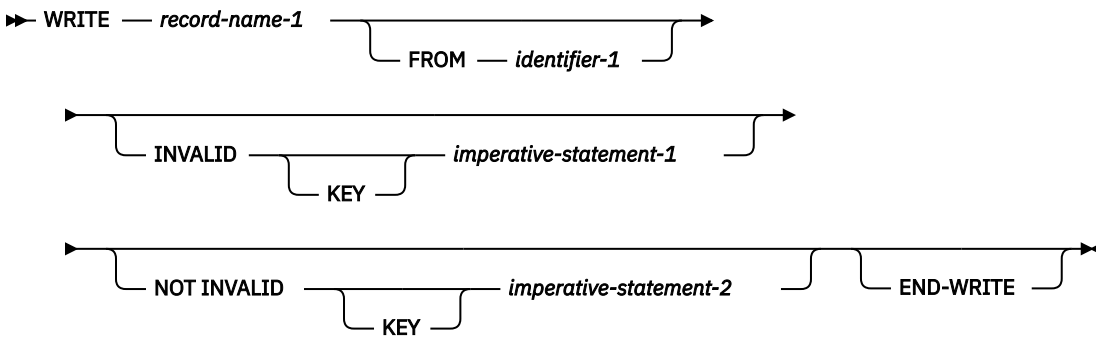 WRITE record-name-1
FROM identifier-1
INVALID imperative-statement-1
KEY
NOT INVALID imperative-statement-2 END-WRITE
KEY